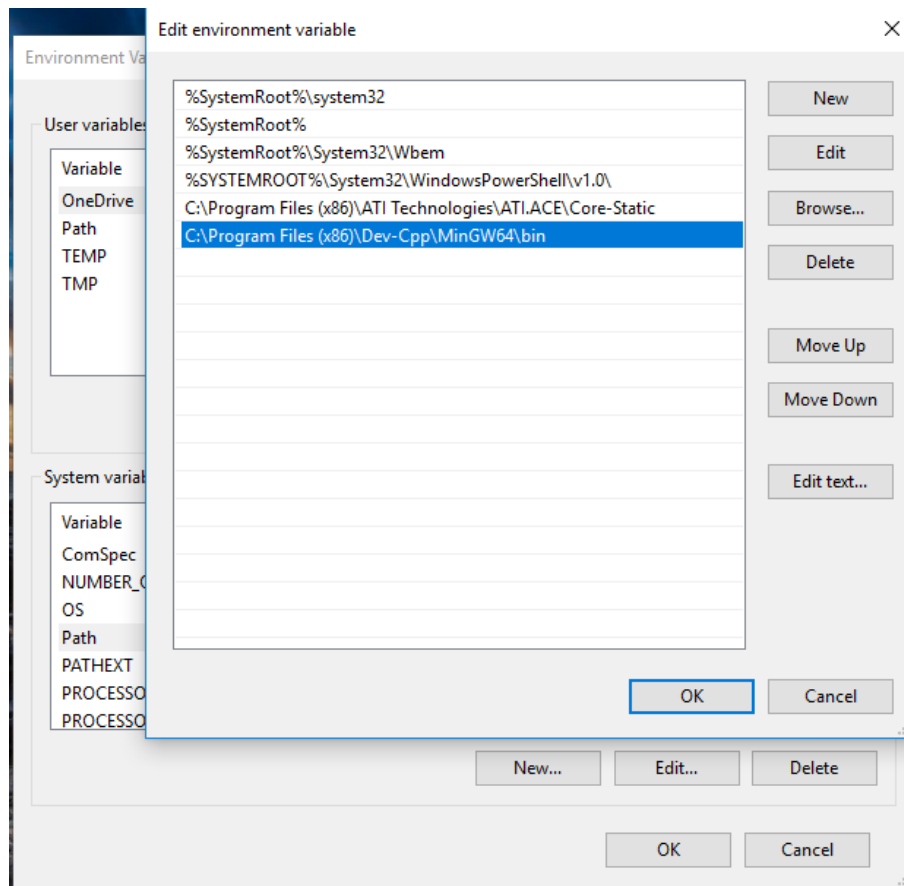 Edit environment variable
Environment Va
%SystemRoot%\system32
%SystemRoot%
%SystemRoot%\System32\Wbem
%SYSTEMROOT%\System32\WindowsPowerShell\v1.0\
C:\Program Files (x86)\ATI Technologies\ATI.ACE\Core-Static
C:\Program Files (x86)\Dev-Cpp\MinGW64\bin
New
Edit
Browse...
Delete
Move Up
Move Down
Edit text...
OK
Cancel
User variables
Variable
OneDrive
Path
TEMP
TMP
System variab
Variable
ComSpec
NUMBER_O
OS
Path
PATHEXT
PROCESSO
PROCESSO
New...
Edit...
Delete
OK
Cancel